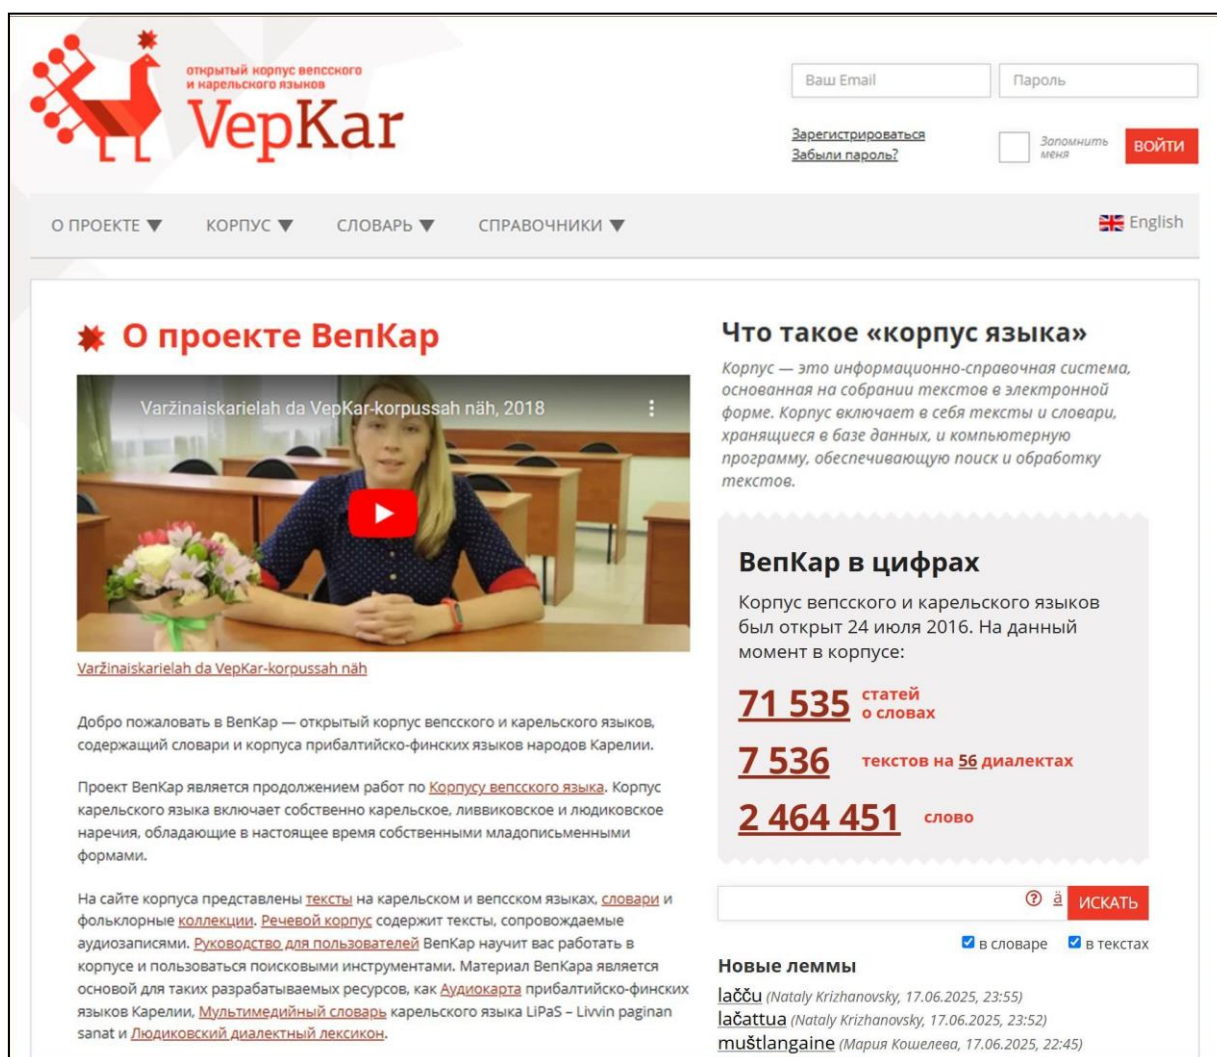 открытый корпус вепсского
и карельского языков
VepKar
Ваш Email
Пароль
Зарегистрироваться
Забыли пароль?
Запомнить
меня
ВОЙТИ
О ПРОЕКТЕ ▼ КОРПУС ▼ СЛОВАРЬ ▼ СПРАВОЧНИКИ ▼
English
О проекте ВепКар
Varžinaiskarielah da VepKar-korpussah näh, 2018
Varžinaiskarielah da VepKar-korpussah näh
Добро пожаловать в ВепКар — открытый корпус вепсского и карельского языков,
содержащий словари и корпуса прибалтийско-финских языков народов Карелии.
Проект ВепКар является продолжением работ по Корпусу вепсского языка. Корпус
карельского языка включает собственно карельское, ливвиковское и людиковское
наречия, обладающие в настоящее время собственными младописьменными
формами.
На сайте корпуса представлены тексты на карельском и вепсском языках, словари и
фольклорные коллекции. Речевой корпус содержит тексты, сопровождаемые
аудиозаписями. Руководство для пользователей ВепКар научит вас работать в
корпусе и пользоваться поисковыми инструментами. Материал ВепКара является
основой для таких разрабатываемых ресурсов, как Аудиокарта прибалтийско-финских
языков Карелии, Мультимедийный словарь карельского языка LiPaS – Livvin paginan
sanat и Людиковский диалектный лексикон.
Что такое «корпус языка»
Корпус — это информационно-справочная система,
основанная на собрании текстов в электронной
форме. Корпус включает в себя тексты и словари,
хранящиеся в базе данных, и компьютерную
программу, обеспечивающую поиск и обработку
текстов.
ВепКар в цифрах
Корпус вепсского и карельского языков
был открыт 24 июля 2016. На данный
момент в корпусе:
71 535 статей
о словах
7 536 текстов на 56 диалектах
2 464 451 слово
? ä ИСКАТЬ
в словаре в текстах
Новые леммы
lačču (Nataly Krizhanovsky, 17.06.2025, 23:55)
lačattua (Nataly Krizhanovsky, 17.06.2025, 23:52)
muštlangaine (Мария Кошелева, 17.06.2025, 22:45)